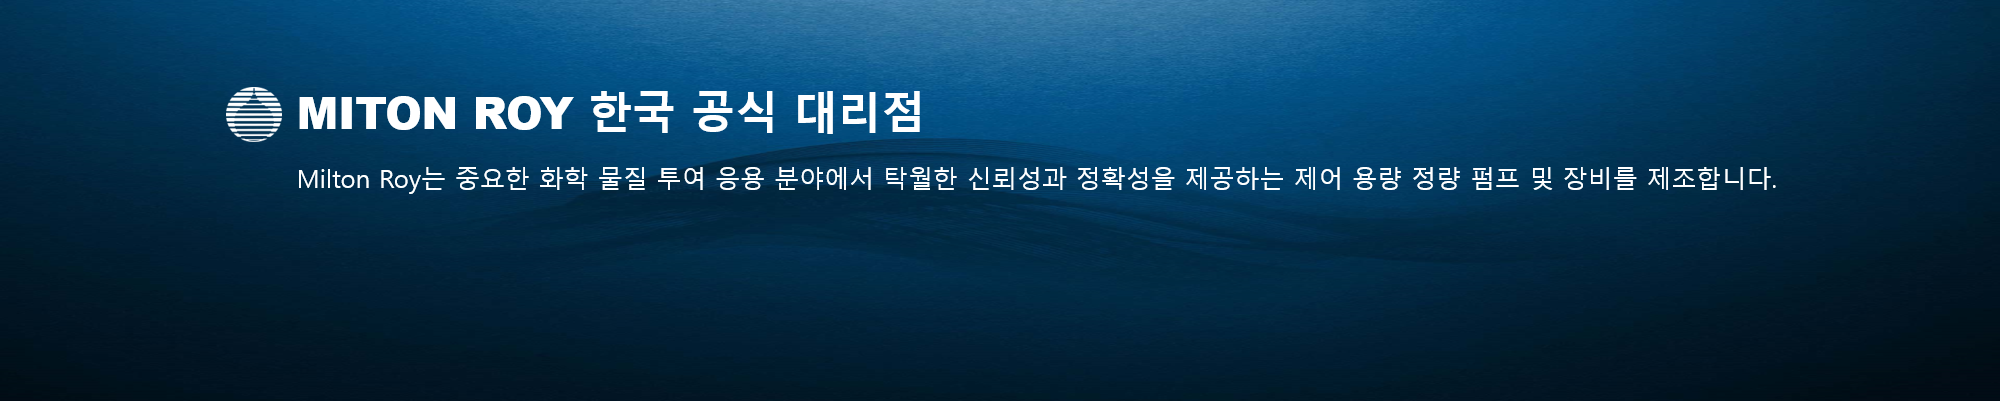 MITON ROY 한국 공식 대리점
Milton Roy는 중요한 화학 물질 투여 응용 분야에서 탁월한 신뢰성과 정확성을 제공하는 제어 용량 정량 펌프 및 장비를 제조합니다.